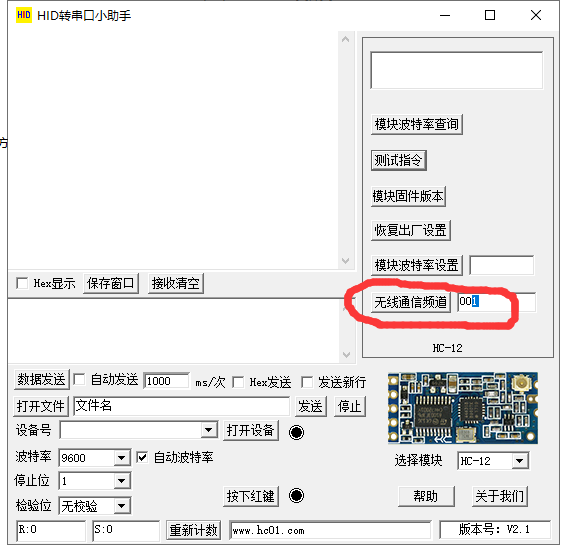 HID HID转串口小助手
方
模块波特率查询
测试指令
模块固件版本
恢复出厂设置
模块波特率设置
Hex显示 保存窗口 接收清空
无线通信频道 001
HC-12
数据发送 自动发送 1000 ms/次 Hex发送 发送新行
打开文件 文件名 发送 停止
设备号 打开设备
波特率 9600 自动波特率
选择模块 HC-12
停止位 1
检验位 无校验 按下红键
帮助 关于我们
R:0 S:0 重新计数 www.hc01.com 版本号: V2.1